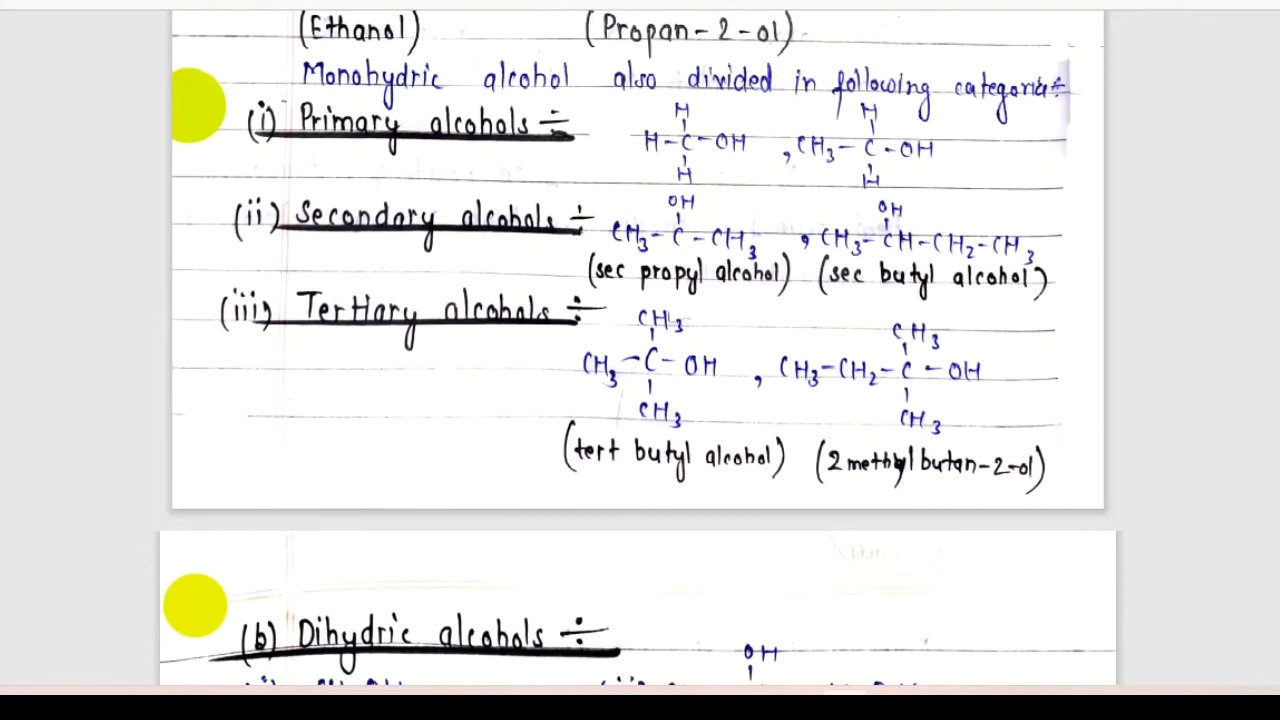 (Ethanol) (Propan-2-ol)
Monohydric alcohol also divided in following categories÷
H H
(i) Primary alcohols ÷ H-C-OH , CH3-C-OH
H H
OH OH
(ii) Secondary alcohols ÷ CH3-C-CH3 , CH3-CH-CH2-CH3
(sec propyl alcohol) (sec butyl alcohol)
(iii) Tertiary alcohols ÷
CH3 CH3
CH3-C-OH , CH3-CH2-C-OH
CH3 CH3
(tert butyl alcohol) (2 methyl butan-2-ol)
(b) Dihydric alcohols ÷
OH